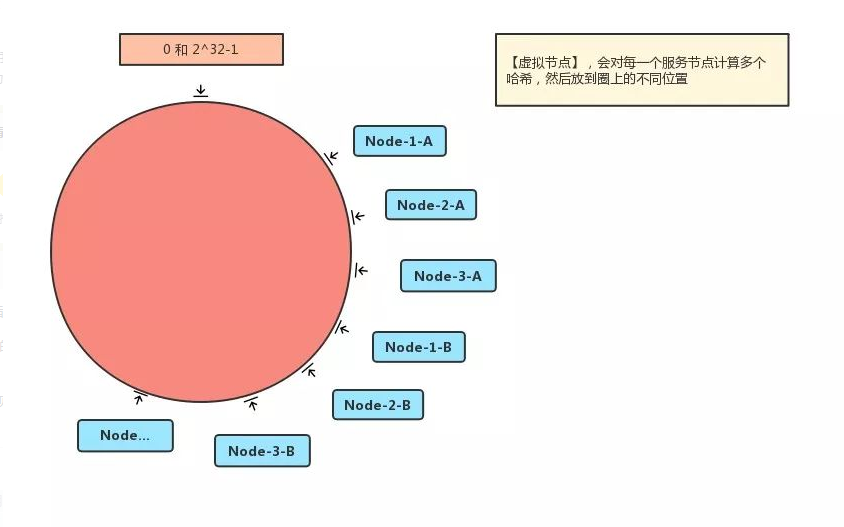 0 和 2^32-1
【虚拟节点】，会对每一个服务节点计算多个
哈希，然后放到圈上的不同位置
Node-1-A
Node-2-A
Node-3-A
Node-1-B
Node-2-B
Node...
Node-3-B